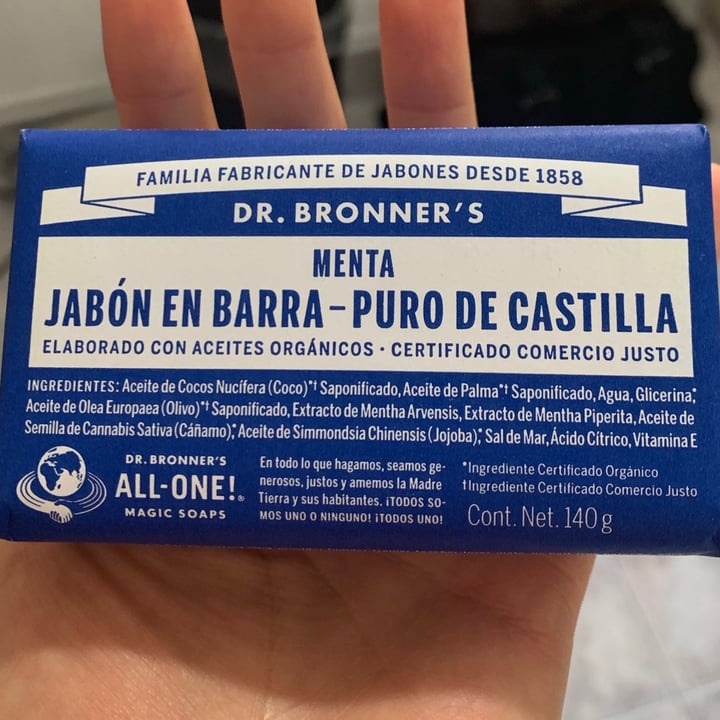 FAMILIA FABRICANTE DE JABONES DESDE 1858
DR. BRONNER'S
MENTA
JABÓN EN BARRA–PURO DE CASTILLA
ELABORADO CON ACEITES ORGÁNICOS · CERTIFICADO COMERCIO JUSTO
INGREDIENTES: Aceite de Cocos Nucífera (Coco)*† Saponificado, Aceite de Palma*† Saponificado, Agua, Glicerina,*
Aceite de Olea Europaea (Olivo)*† Saponificado, Extracto de Mentha Arvensis, Extracto de Mentha Piperita, Aceite de
Semilla de Cannabis Sativa (Cáñamo),* Aceite de Simmondsia Chinensis (Jojoba),* Sal de Mar, Ácido Cítrico, Vitamina E
DR. BRONNER'S
ALL-ONE!®
MAGIC SOAPS
En todo lo que hagamos, seamos ge-
nerosos, justos y amemos la Madre
Tierra y sus habitantes. ¡TODOS SO-
MOS UNO O NINGUNO! ¡TODOS UNO!
*Ingrediente Certificado Orgánico
†Ingrediente Certificado Comercio Justo
Cont. Net. 140 g